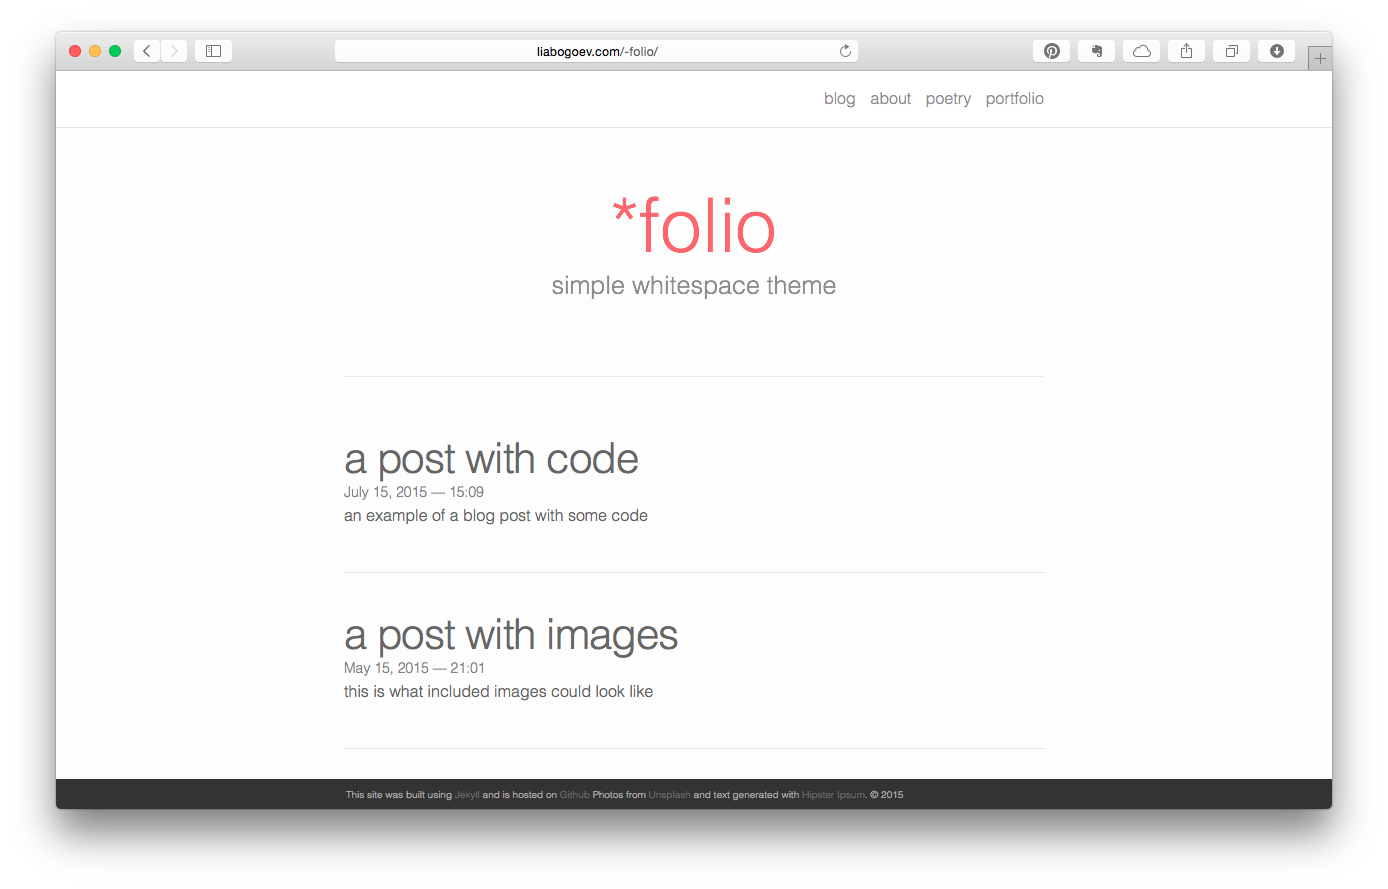 liabogoev.com/-folio/
blog about poetry portfolio
*folio
simple whitespace theme
a post with code
July 15, 2015 — 15:09
an example of a blog post with some code
a post with images
May 15, 2015 — 21:01
this is what included images could look like
This site was built using Jekyll and is hosted on Github Photos from Unsplash and text generated with Hipster Ipsum. © 2015